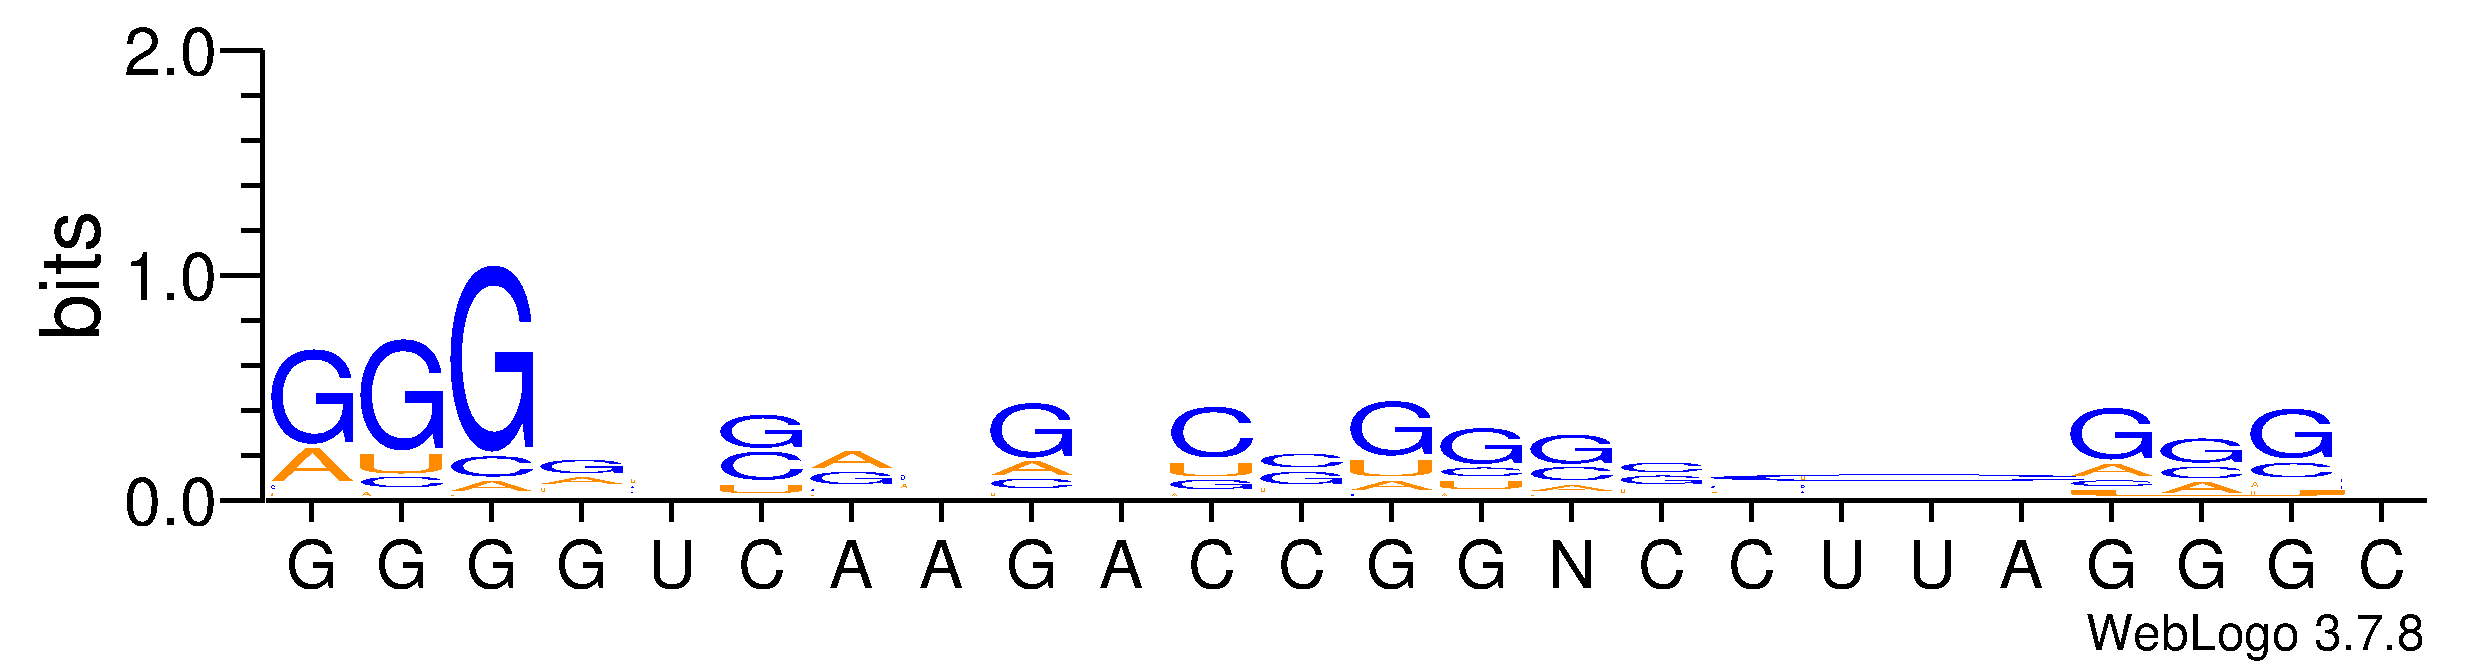 2.0
bits
1.0
0.0
G G G G U C A A G A C C G G N C C U U A G G G C
WebLogo 3.7.8